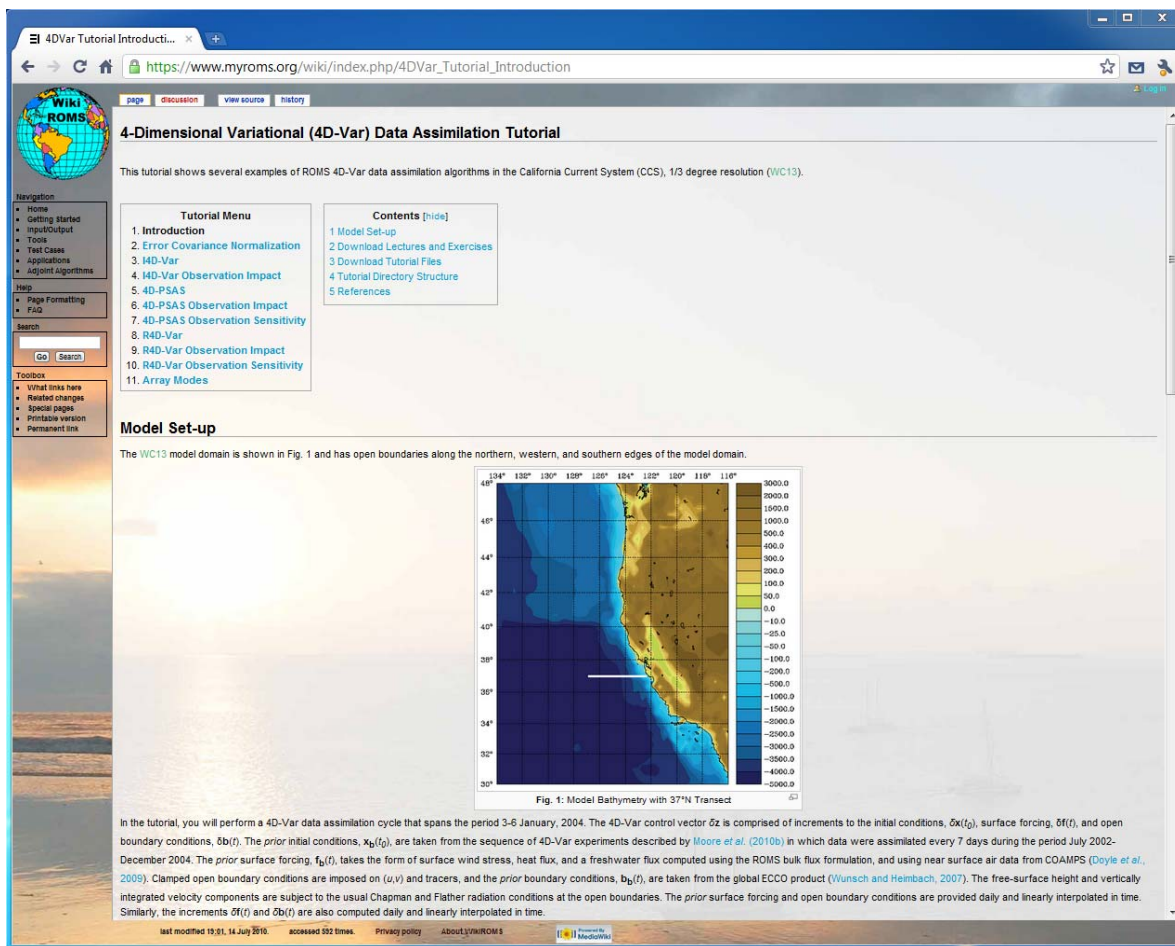 4DVar Tutorial Introducti...
https://www.myroms.org/wiki/index.php/4DVar_Tutorial_Introduction
Wiki
ROMS
page
discussion
view source
history
Log in
4-Dimensional Variational (4D-Var) Data Assimilation Tutorial
This tutorial shows several examples of ROMS 4D-Var data assimilation algorithms in the California Current System (CCS), 1/3 degree resolution (WC13).
Navigation
Home
Getting Started
Input/Output
Tools
Test Cases
Applications
Adjoint Algorithms
Help
Page Formatting
FAQ
Search
Go
Search
Toolbox
What links here
Related changes
Special pages
Printable version
Permanent link
Tutorial Menu
1. Introduction
2. Error Covariance Normalization
3. I4D-Var
4. I4D-Var Observation Impact
5. 4D-PSAS
6. 4D-PSAS Observation Impact
7. 4D-PSAS Observation Sensitivity
8. R4D-Var
9. R4D-Var Observation Impact
10. R4D-Var Observation Sensitivity
11. Array Modes
Contents [hide]
1 Model Set-up
2 Download Lectures and Exercises
3 Download Tutorial Files
4 Tutorial Directory Structure
5 References
Model Set-up
The WC13 model domain is shown in Fig. 1 and has open boundaries along the northern, western, and southern edges of the model domain.
134° 132° 130° 128° 126° 124° 122° 120° 118° 116°
48°
46°
44°
42°
40°
38°
36°
34°
32°
30°
3000.0
2000.0
1000.0
500.0
400.0
300.0
200.0
100.0
50.0
0.0
-10.0
-25.0
-50.0
-100.0
-200.0
-500.0
-1000.0
-1500.0
-2500.0
-3000.0
-3500.0
-4000.0
-5000.0
Fig. 1: Model Bathymetry with 37°N Transect
In the tutorial, you will perform a 4D-Var data assimilation cycle that spans the period 3-6 January, 2004. The 4D-Var control vector δz is comprised of increments to the initial conditions, δx(t0), surface forcing, δf(t), and open
boundary conditions, δb(t). The prior initial conditions, xb(t0), are taken from the sequence of 4D-Var experiments described by Moore et al. (2010b) in which data were assimilated every 7 days during the period July 2002-
December 2004. The prior surface forcing, fb(t), takes the form of surface wind stress, heat flux, and a freshwater flux computed using the ROMS bulk flux formulation, and using near surface air data from COAMPS (Doyle et al.,
2009). Clamped open boundary conditions are imposed on (u,v) and tracers, and the prior boundary conditions, bb(t), are taken from the global ECCO product (Wunsch and Heimbach, 2007). The free-surface height and vertically
integrated velocity components are subject to the usual Chapman and Flather radiation conditions at the open boundaries. The prior surface forcing and open boundary conditions are provided daily and linearly interpolated in time.
Similarly, the increments δf(t) and δb(t) are also computed daily and linearly interpolated in time.
last modified 19:01, 14 July 2010.
accessed 592 times.
Privacy policy
About WikiROMS
Powered By
MediaWiki